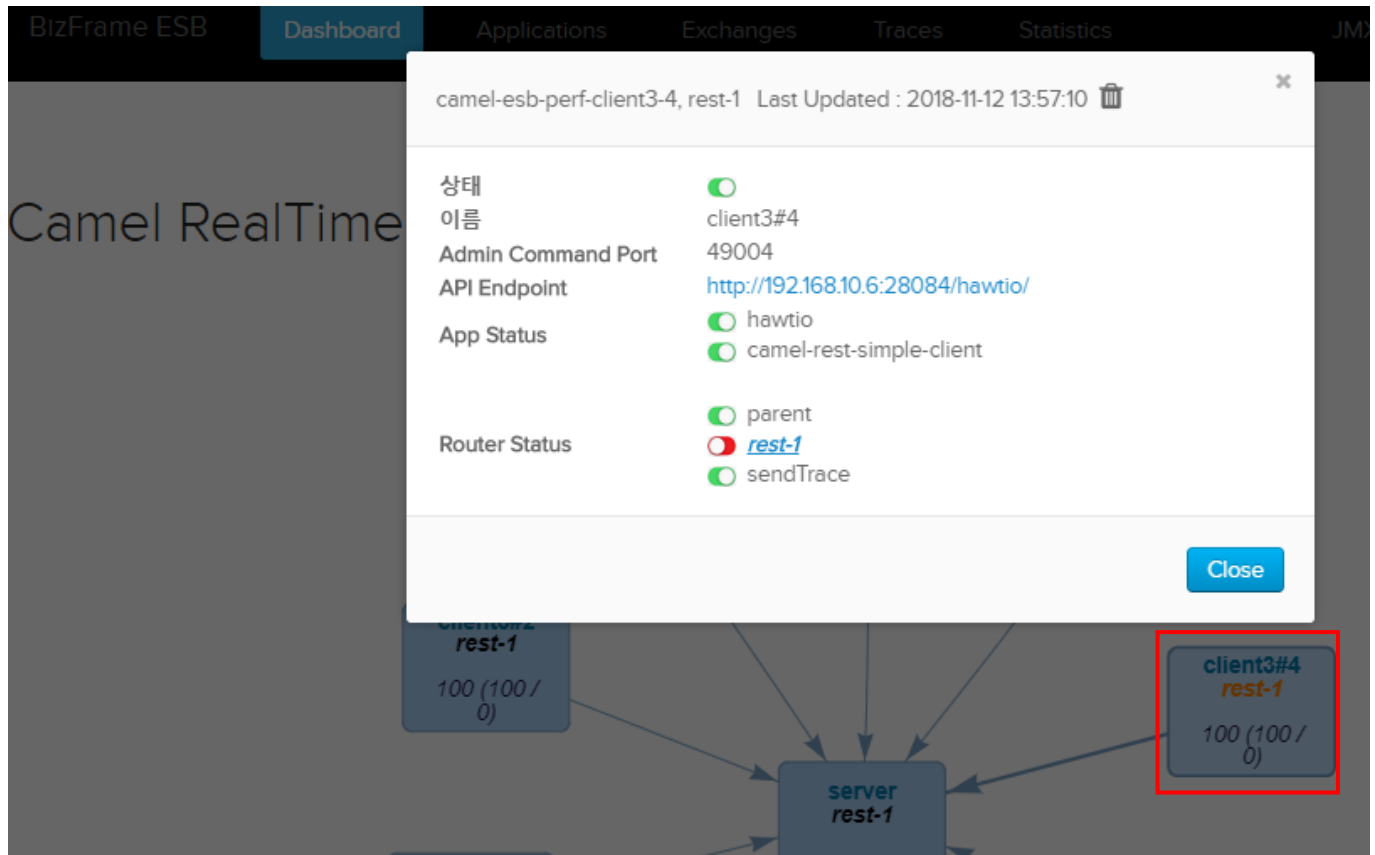 BIZFrame ESB Dashboard Applications Exchanges Traces Statistics
camel-esb-perf-client3-4, rest-1 Last Updated : 2018-11-12 13:57:10
×
상태
이름 client3#4
Admin Command Port 49004
API Endpoint http://192.168.10.6:28084/hawtio/
App Status
hawtio
camel-rest-simple-client
Router Status
parent
rest-1
sendTrace
Close
Camel RealTime
rest-1
100 (100 /
0)
client3#4
rest-1
100 (100 /
0)
server
rest-1